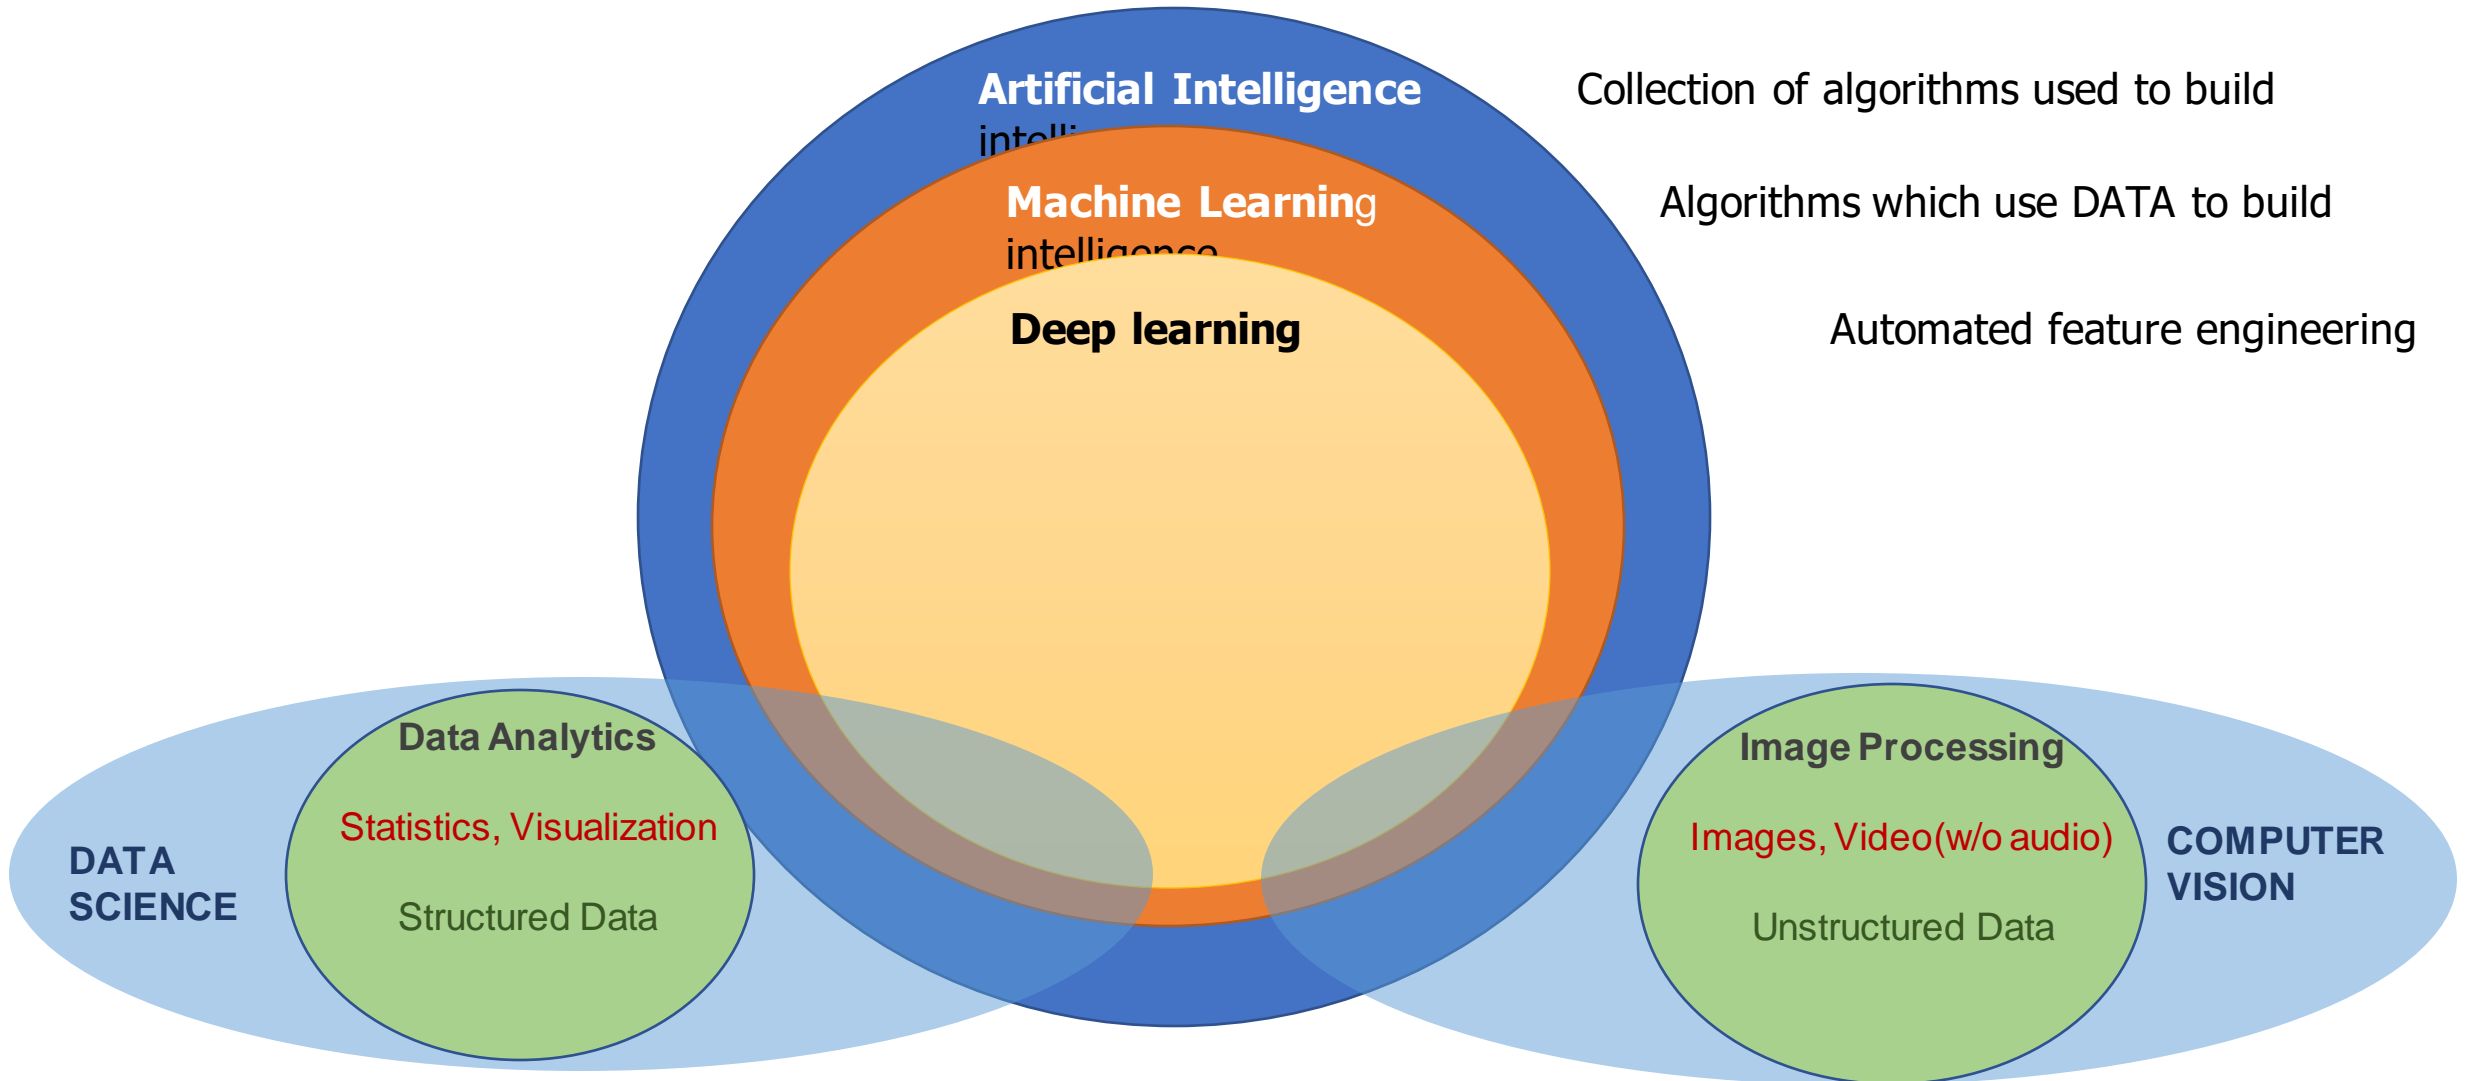 Artificial Intelligence Collection of algorithms used to build
Machine Learning Algorithms which use DATA to build
intelligence
Deep learning Automated feature engineering
Data Analytics
Statistics, Visualization
Structured Data
DATA
SCIENCE
Image Processing
Images, Video(w/o audio)
Unstructured Data
COMPUTER
VISION